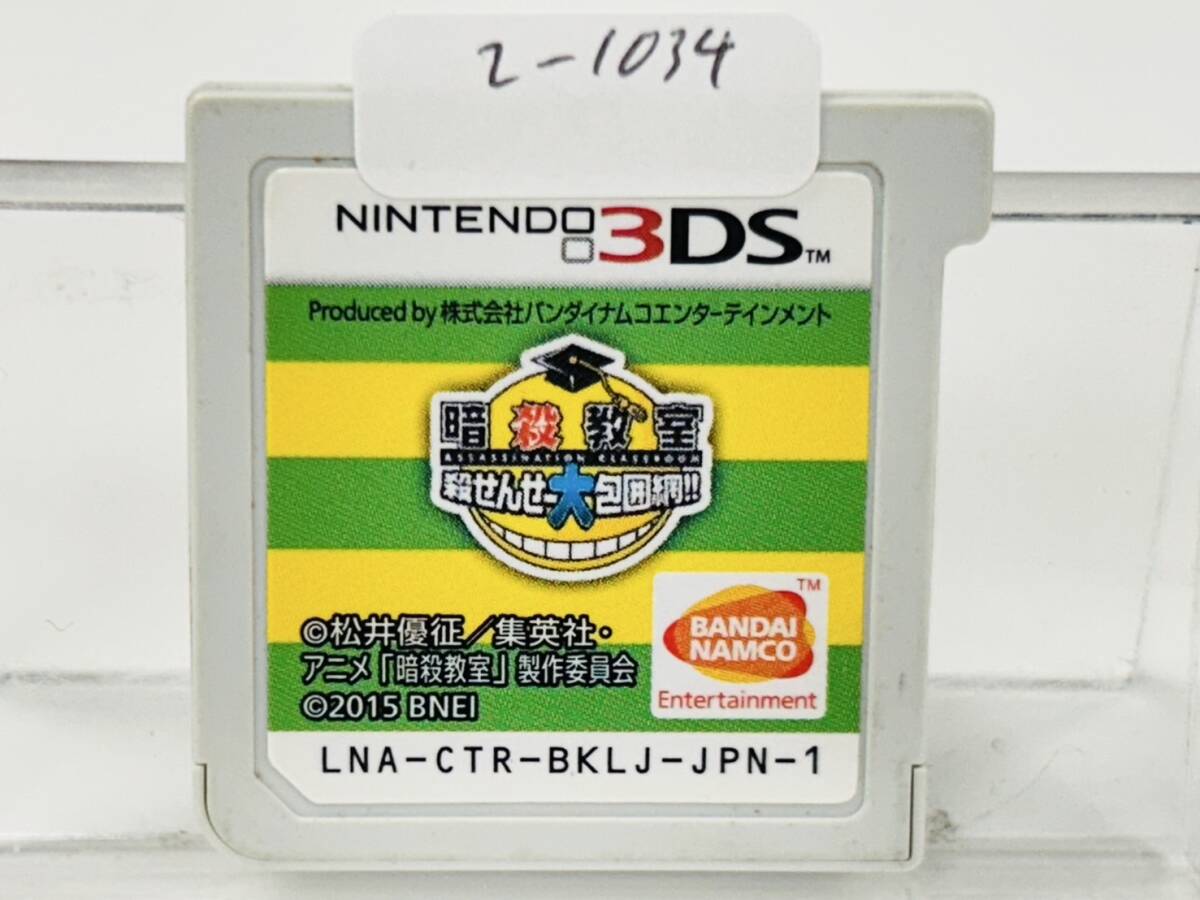 2-1034
NINTENDO 3DS™
Produced by 株式会社バンダイナムコエンターテインメント
暗殺教室
ASSASSINATION CLASSROOM
殺せんせー大包囲網!!
©松井優征／集英社・
アニメ「暗殺教室」製作委員会
©2015 BNEI
TM
BANDAI
NAMCO
Entertainment
LNA-CTR-BKLJ-JPN-1